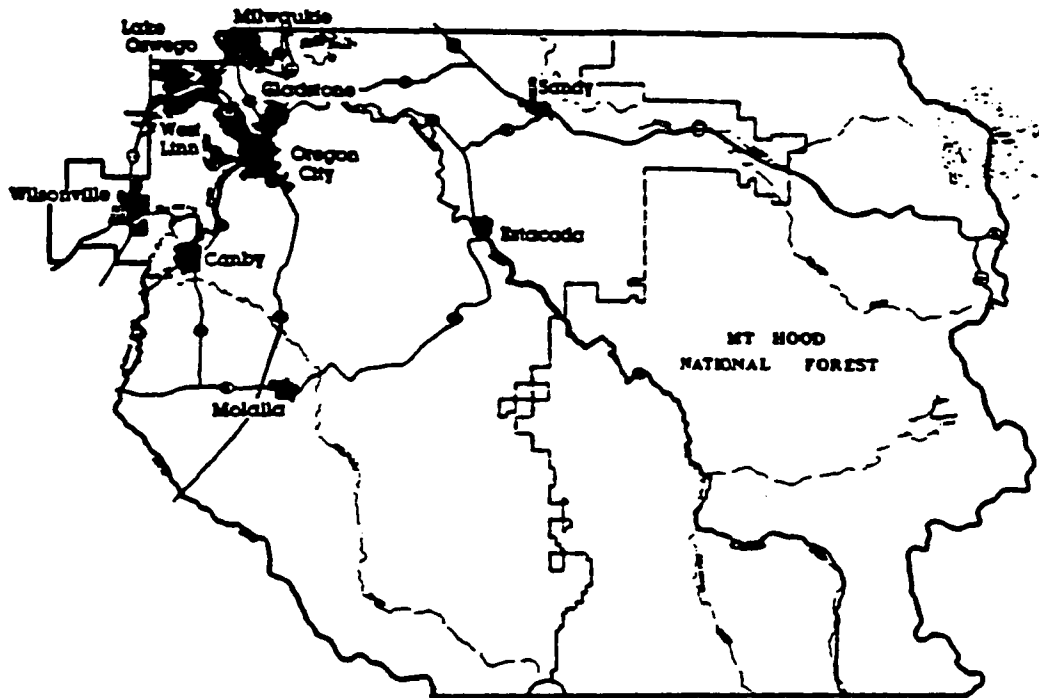 Milwaukie
Lake
Oswego
Gladstone
Sandy
West
Linn
Oregon
City
Wilsonville
Estacada
Canby
MT HOOD
NATIONAL FOREST
Molalla